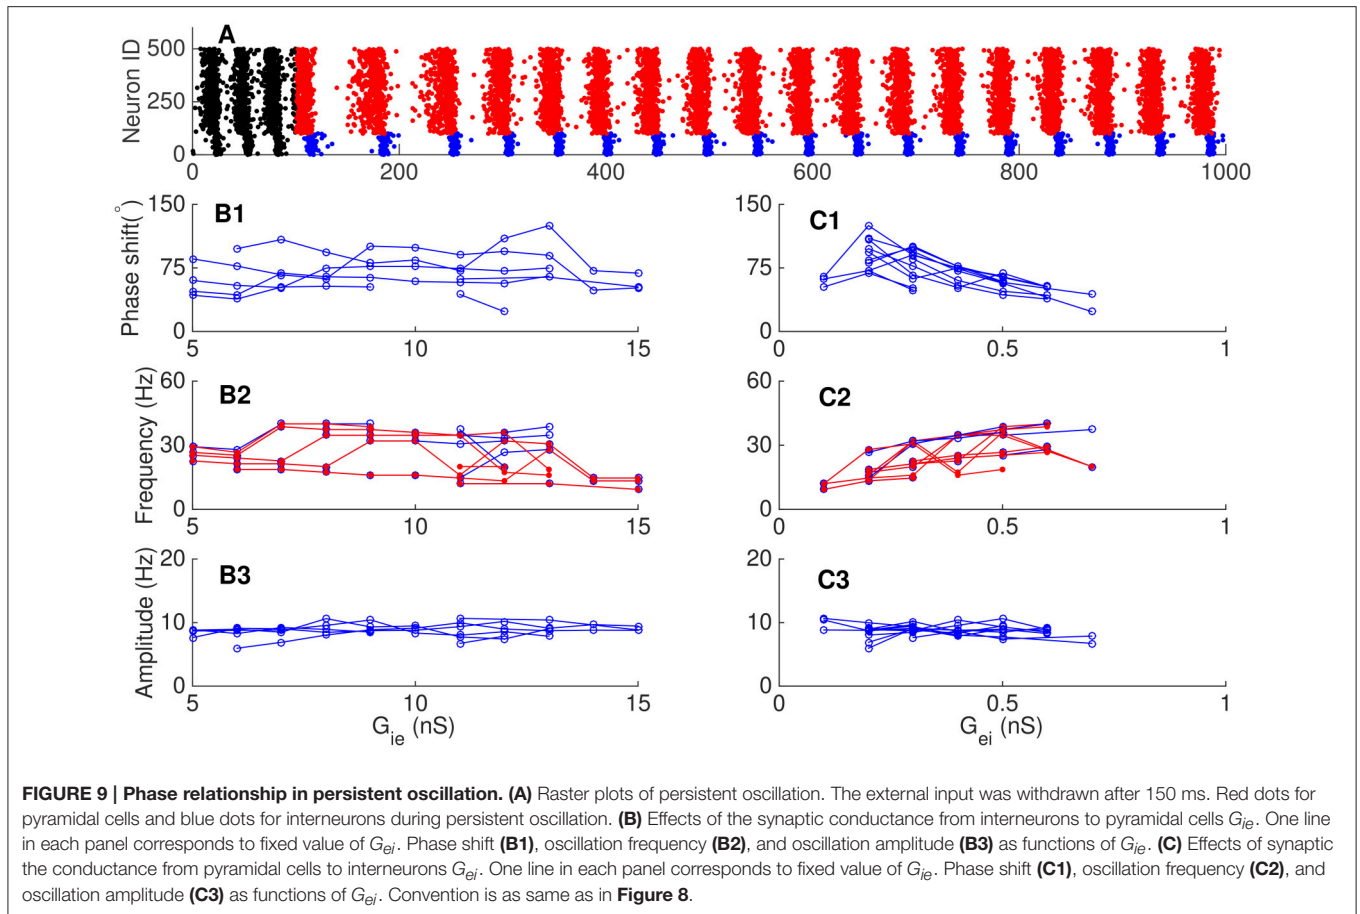 A
Neuron ID
500
250
0
0 200 400 600 800 1000
B1
Phase shift(°)
150
75
0
5 10 15
C1
150
75
0
0 0.5 1
B2
Frequency (Hz)
60
30
0
5 10 15
C2
60
30
0
0 0.5 1
B3
Amplitude (Hz)
20
10
0
5 10 15
G_ie (nS)
C3
20
10
0
0 0.5 1
G_ei (nS)
FIGURE 9 | Phase relationship in persistent oscillation. (A) Raster plots of persistent oscillation. The external input was withdrawn after 150 ms. Red dots for
pyramidal cells and blue dots for interneurons during persistent oscillation. (B) Effects of the synaptic conductance from interneurons to pyramidal cells G_ie. One line
in each panel corresponds to fixed value of G_ei. Phase shift (B1), oscillation frequency (B2), and oscillation amplitude (B3) as functions of G_ie. (C) Effects of synaptic
the conductance from pyramidal cells to interneurons G_ei. One line in each panel corresponds to fixed value of G_ie. Phase shift (C1), oscillation frequency (C2), and
oscillation amplitude (C3) as functions of G_ei. Convention is as same as in Figure 8.